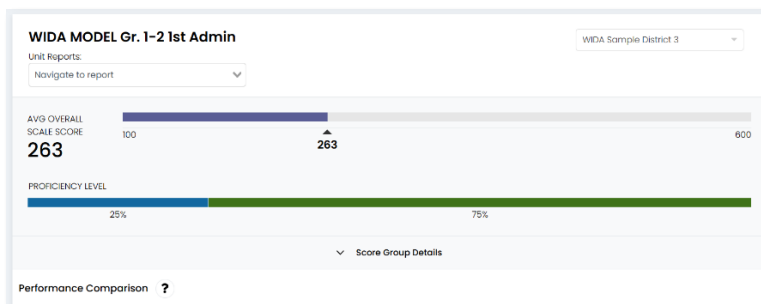 WIDA MODEL Gr. 1-2 1st Admin
WIDA Sample District 3
Unit Reports:
Navigate to report
AVG OVERALL
SCALE SCORE
263
100
263
600
PROFICIENCY LEVEL
25%
75%
Score Group Details
Performance Comparison ?